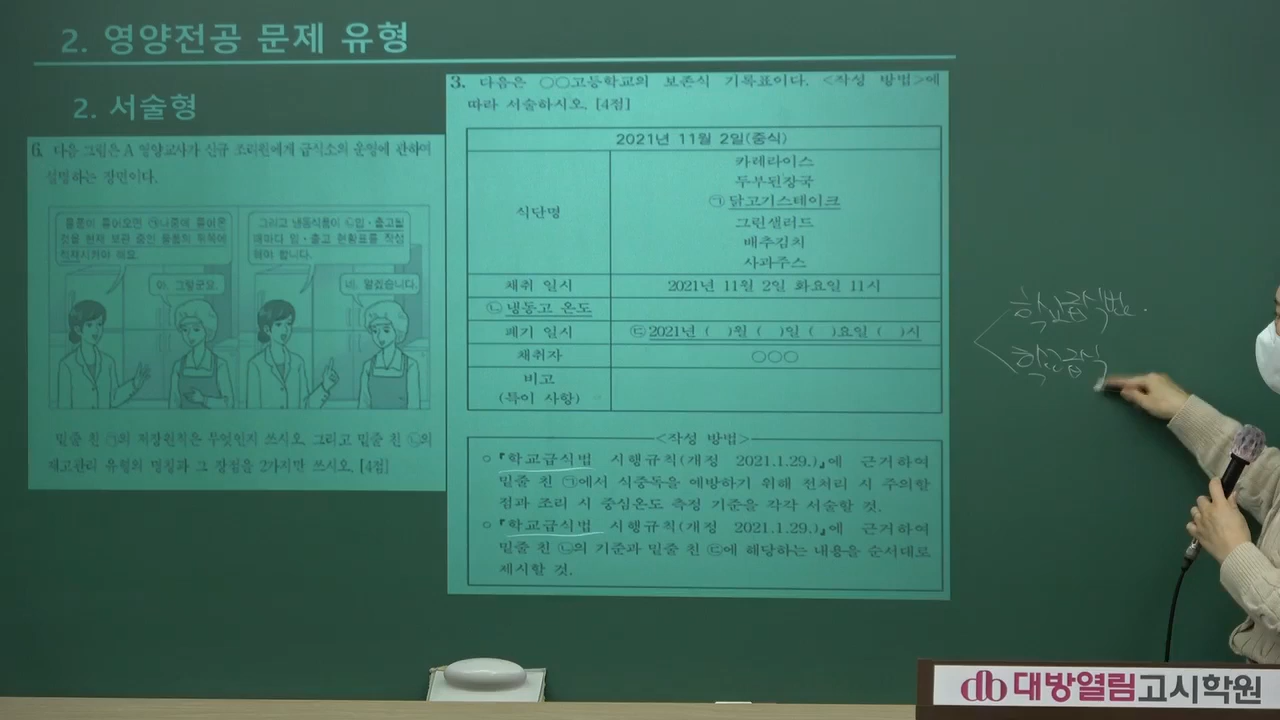 2. 영양전공 문제 유형
2. 서술형
6. 다음 그림은 A 영양교사가 신규 조리원에게 급식소의 운영에 관하여
설명하는 장면이다.
물품이 들어오면 ㉠나중에 들어온
것을 현재 보관 중인 물품의 뒤쪽에
적재시켜야 해요.
아, 그렇군요.
그리고 냉동식품이 ㉡입·출고될
때마다 입·출고 현황표를 작성
해야 합니다.
네, 알겠습니다.
밑줄 친 ㉠의 저장원칙은 무엇인지 쓰시오. 그리고 밑줄 친 ㉡의
재고관리 유형의 명칭과 그 장점을 2가지만 쓰시오. [4점]
3. 다음은 ○○고등학교의 보존식 기록표이다. <작성 방법>에
따라 서술하시오. [4점]
2021년 11월 2일(중식)
식단명
카레라이스
두부된장국
㉠ 닭고기스테이크
그린샐러드
배추김치
사과주스
채취 일시 2021년 11월 2일 화요일 11시
㉡ 냉동고 온도
폐기 일시 ㉢ 2021년 ( )월 ( )일 ( )요일 ( )시
채취자 ○○○
비고
(특이 사항)
<작성 방법>
○『학교급식법 시행규칙(개정 2021.1.29.)』에 근거하여
밑줄 친 ㉠에서 식중독을 예방하기 위해 전처리 시 주의할
점과 조리 시 중심온도 측정 기준을 각각 서술할 것.
○『학교급식법 시행규칙(개정 2021.1.29.)』에 근거하여
밑줄 친 ㉡의 기준과 밑줄 친 ㉢에 해당하는 내용을 순서대로
제시할 것.
학교급식법.
학교급식
대방열림고시학원